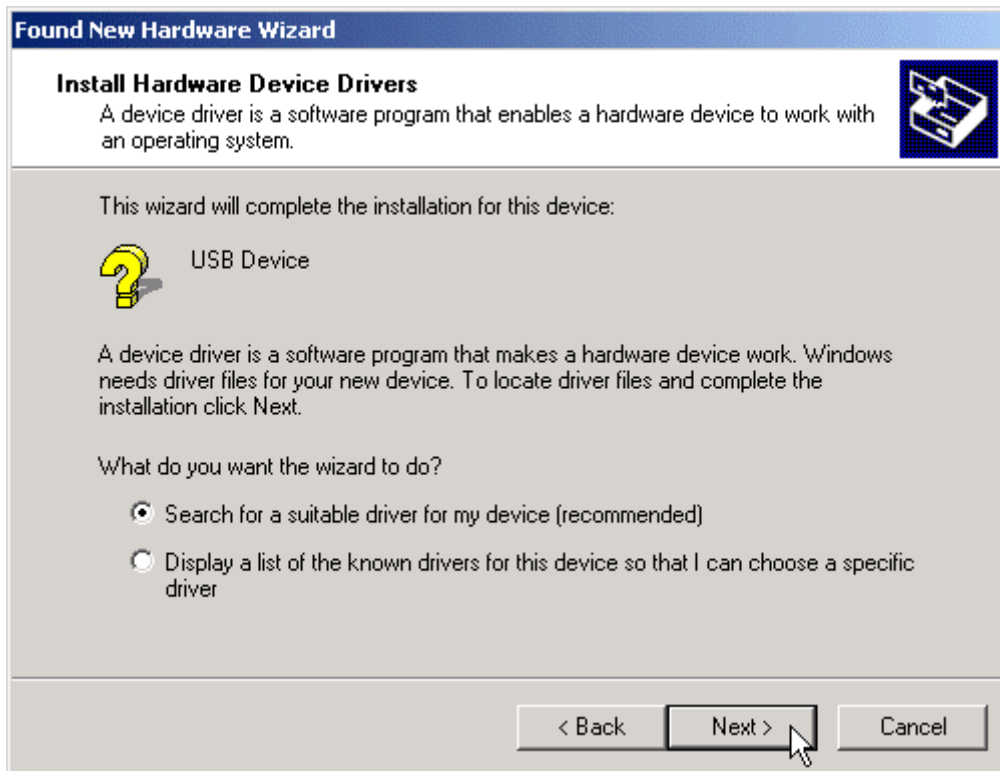 Found New Hardware Wizard
Install Hardware Device Drivers
A device driver is a software program that enables a hardware device to work with
an operating system.
This wizard will complete the installation for this device:
USB Device
A device driver is a software program that makes a hardware device work. Windows
needs driver files for your new device. To locate driver files and complete the
installation click Next.
What do you want the wizard to do?
Search for a suitable driver for my device (recommended)
Display a list of the known drivers for this device so that I can choose a specific
driver
< Back
Next >
Cancel